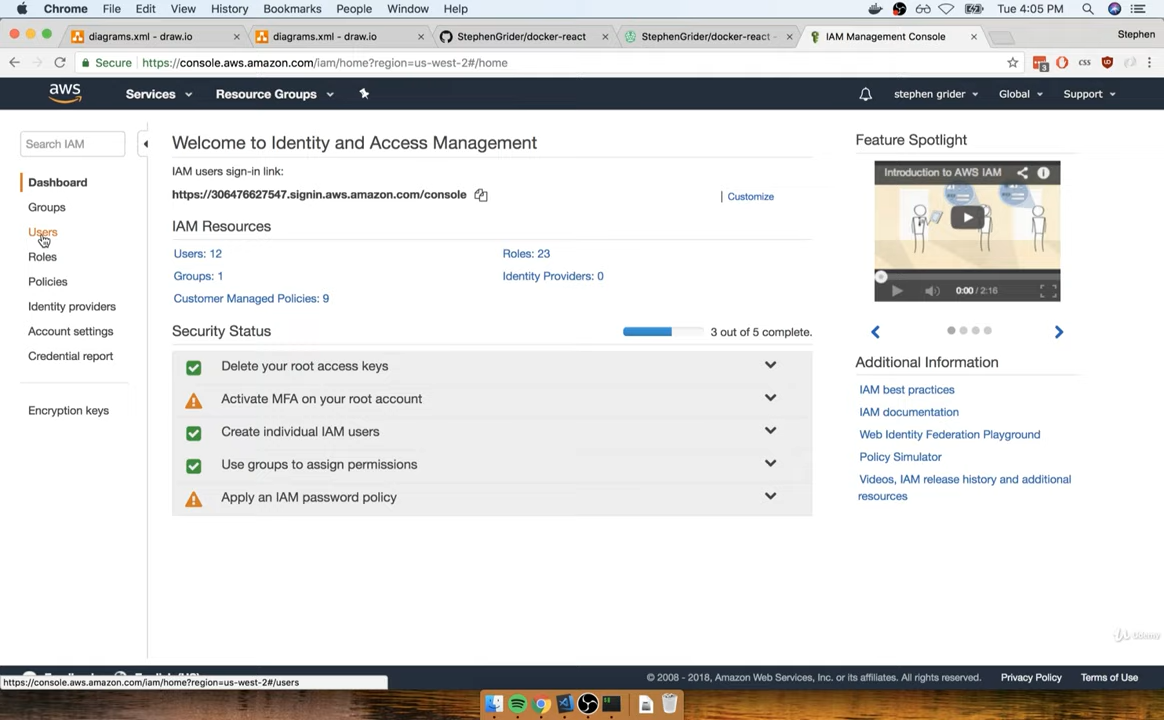 Chrome File Edit View History Bookmarks People Window Help Tue 4:05 PM
diagrams.xml - draw.io diagrams.xml - draw.io StephenGrider/docker-react StephenGrider/docker-react - IAM Management Console Stephen
Secure https://console.aws.amazon.com/iam/home?region=us-west-2#/home
aws Services Resource Groups stephen grider Global Support
Search IAM
Dashboard
Groups
Users
Roles
Policies
Identity providers
Account settings
Credential report
Encryption keys
Welcome to Identity and Access Management
IAM users sign-in link:
https://306476627547.signin.aws.amazon.com/console
Customize
IAM Resources
Users: 12
Roles: 23
Groups: 1
Identity Providers: 0
Customer Managed Policies: 9
Security Status
3 out of 5 complete.
Delete your root access keys
Activate MFA on your root account
Create individual IAM users
Use groups to assign permissions
Apply an IAM password policy
Feature Spotlight
Introduction to AWS IAM
0:00 / 2:16
Additional Information
IAM best practices
IAM documentation
Web Identity Federation Playground
Policy Simulator
Videos, IAM release history and additional
resources
Udemy
© 2008 - 2018, Amazon Web Services, Inc. or its affiliates. All rights reserved. Privacy Policy Terms of Use
https://console.aws.amazon.com/iam/home?region=us-west-2#/users